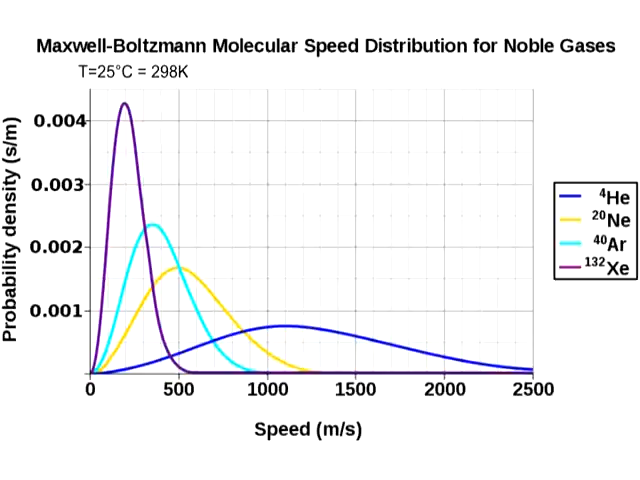 Maxwell-Boltzmann Molecular Speed Distribution for Noble Gases
T=25°C = 298K
Probability density (s/m)
0.004
0.003
0.002
0.001
0 500 1000 1500 2000 2500
Speed (m/s)
⁴He
²⁰Ne
⁴⁰Ar
¹³²Xe